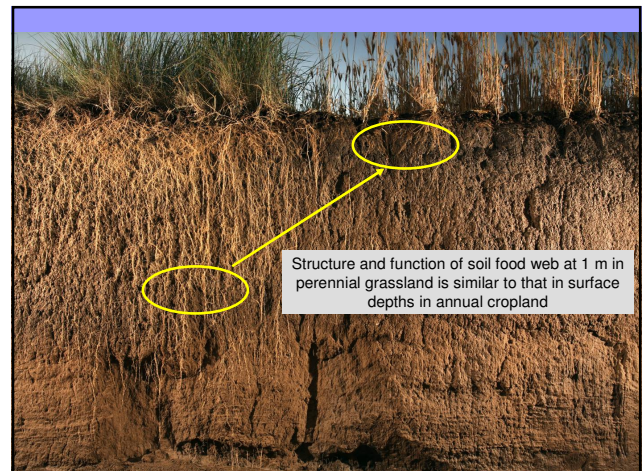 Structure and function of soil food web at 1 m in
perennial grassland is similar to that in surface
depths in annual cropland